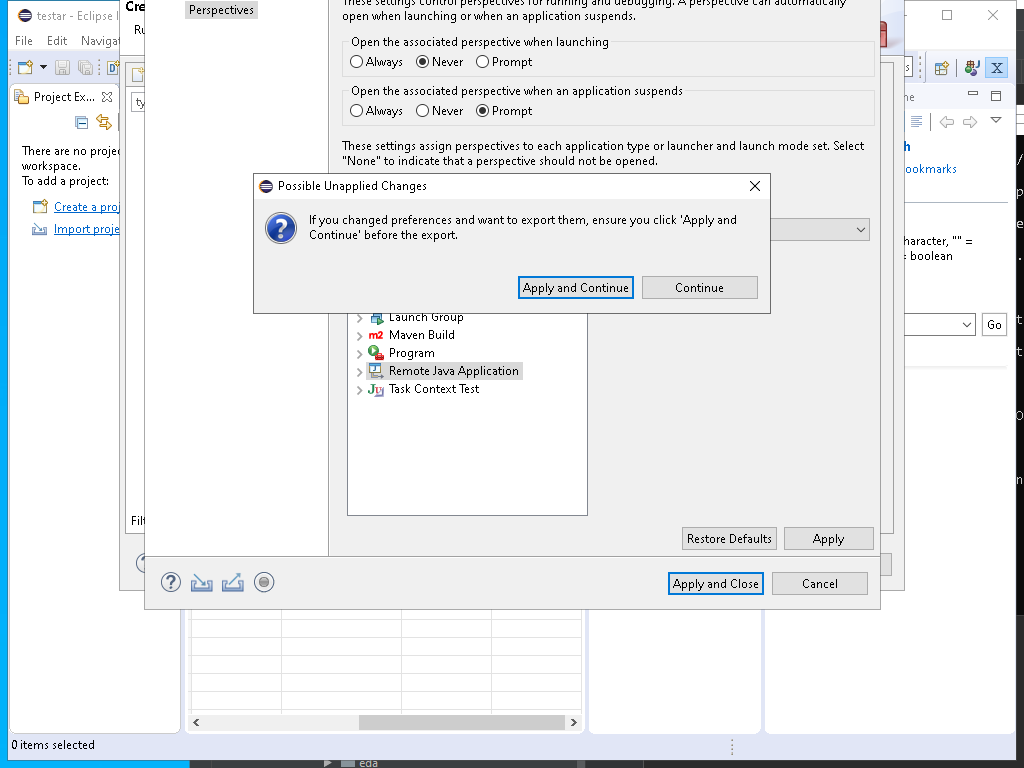 testar - Eclipse I
Cre
Perspectives
These settings control perspectives for running and debugging. A perspective can automatically
open when launching or when an application suspends.
File Edit Navigat
Ru
Open the associated perspective when launching
Always Never Prompt
Open the associated perspective when an application suspends
Always Never Prompt
Project Ex...
ty
These settings assign perspectives to each application type or launcher and launch mode set. Select
"None" to indicate that a perspective should not be opened.
There are no proje
workspace.
To add a project:
Create a proj
Import proje
Possible Unapplied Changes
If you changed preferences and want to export them, ensure you click 'Apply and
Continue' before the export.
Apply and Continue Continue
ookmarks
haracter, "" =
= boolean
Go
Launch Group
Maven Build
Program
Remote Java Application
Task Context Test
Filt
Restore Defaults Apply
Apply and Close Cancel
0 items selected
eda